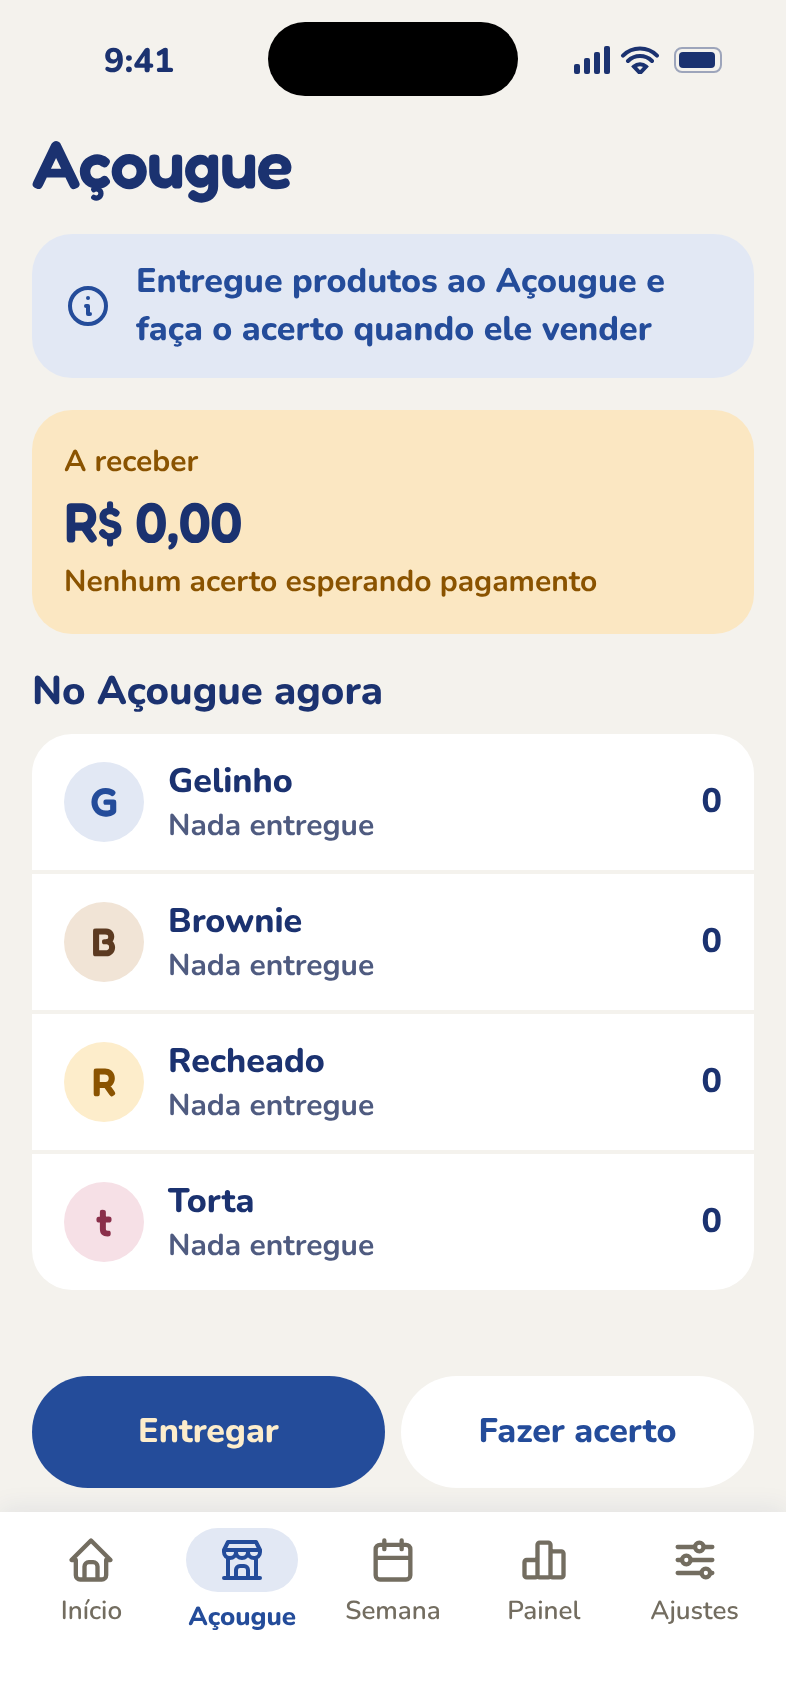 9:41
Açougue
Entregue produtos ao Açougue e
faça o acerto quando ele vender
A receber
R$ 0,00
Nenhum acerto esperando pagamento
No Açougue agora
G
Gelinho
Nada entregue
0
B
Brownie
Nada entregue
0
R
Recheado
Nada entregue
0
t
Torta
Nada entregue
0
Entregar
Fazer acerto
Início
Açougue
Semana
Painel
Ajustes